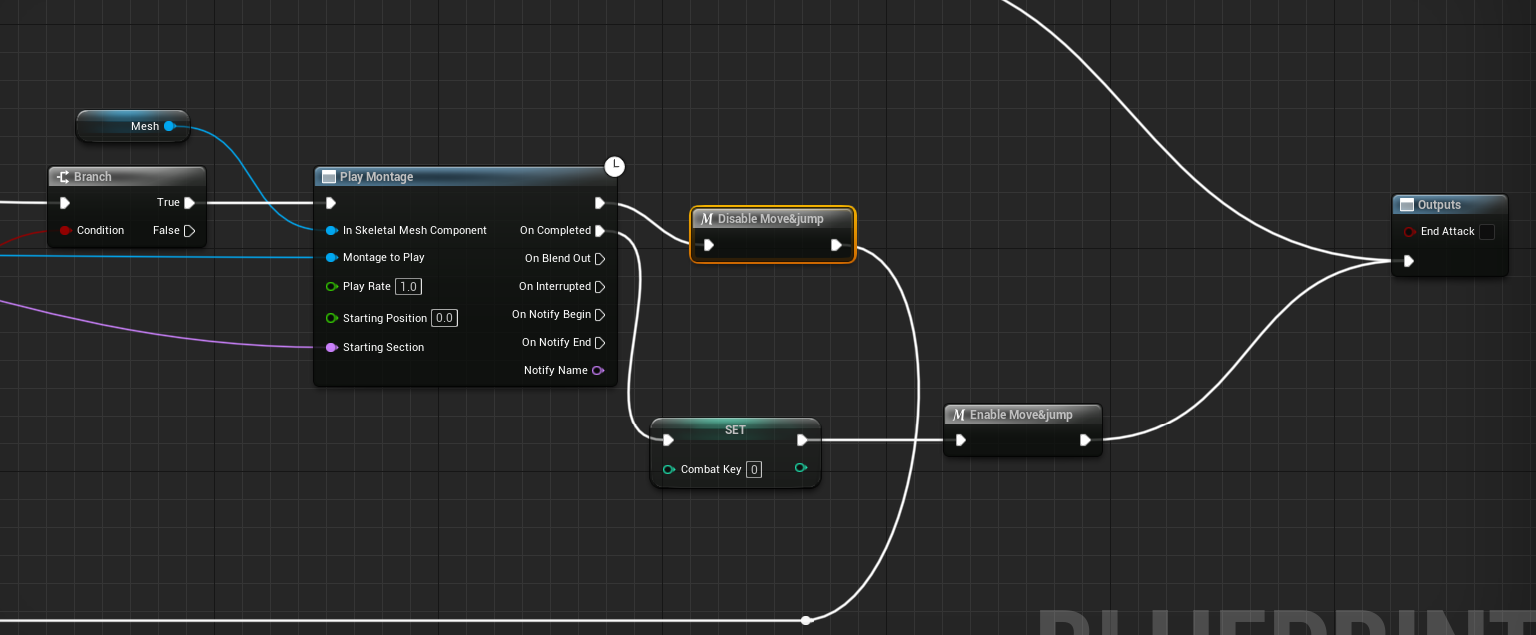 Mesh
Branch
True
Condition
False
Play Montage
In Skeletal Mesh Component
On Completed
Montage to Play
On Blend Out
Play Rate 1.0
On Interrupted
Starting Position 0.0
On Notify Begin
Starting Section
On Notify End
Notify Name
M Disable Move&jump
SET
Combat Key 0
M Enable Move&jump
Outputs
End Attack
BLUEPRINT